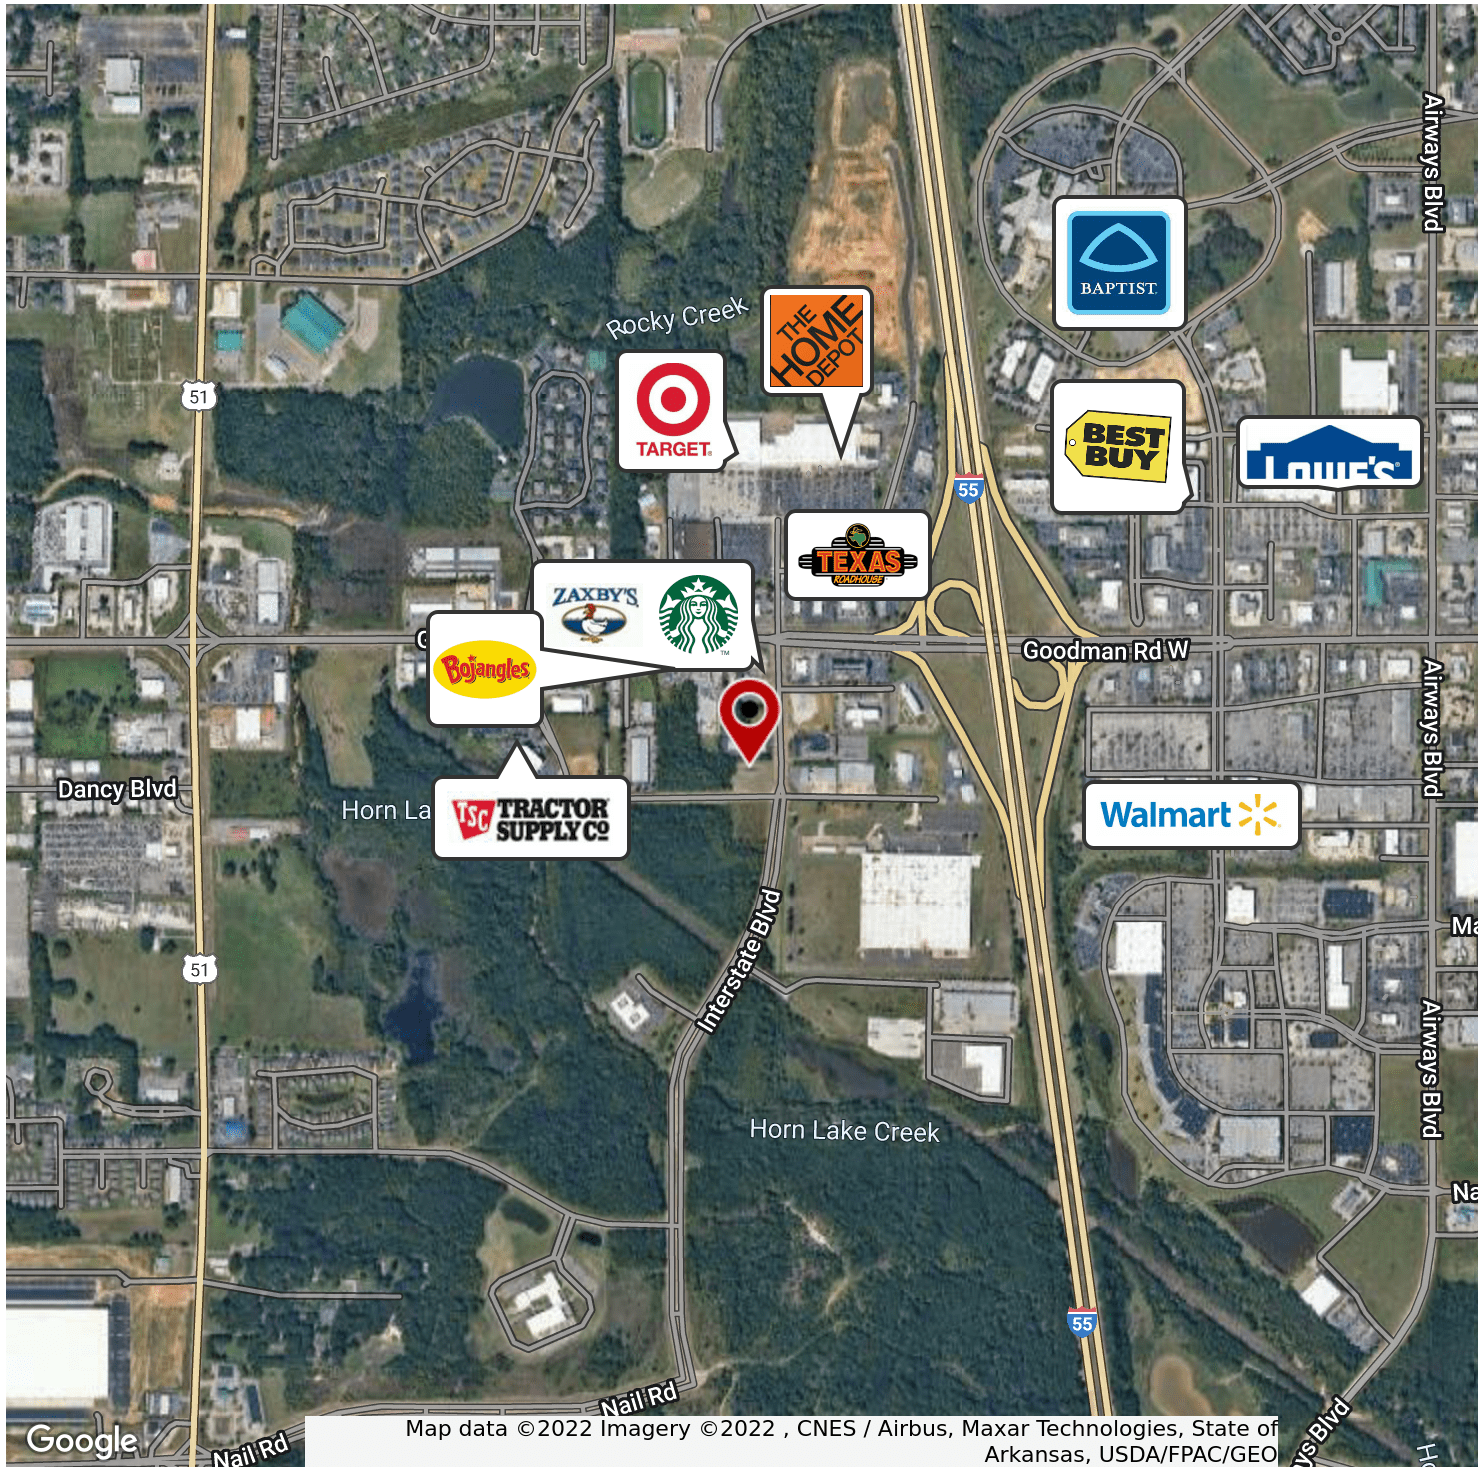 Airways Blvd
BAPTIST
Rocky Creek
THE
HOME
DEPOT
TARGET
51
BEST
BUY
LOWE'S
55
TEXAS
ROADHOUSE
ZAXBY'S
TM
G
Goodman Rd W
Bojangles
Airways Blvd
Dancy Blvd
Horn La
TSC TRACTOR
SUPPLY CO
Walmart
Interstate Blvd
Ma
51
Airways Blvd
Horn Lake Creek
Na
55
Nail Rd
ys Blvd
Google
Nail Rd
Map data ©2022 Imagery ©2022 , CNES / Airbus, Maxar Technologies, State of
Arkansas, USDA/FPAC/GEO
Ho